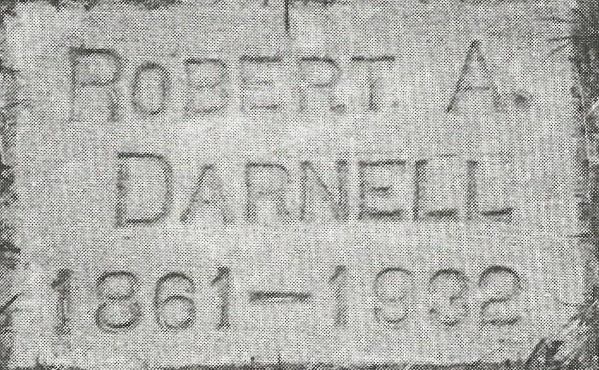 ROBERT A.
DARNELL
1861—1932